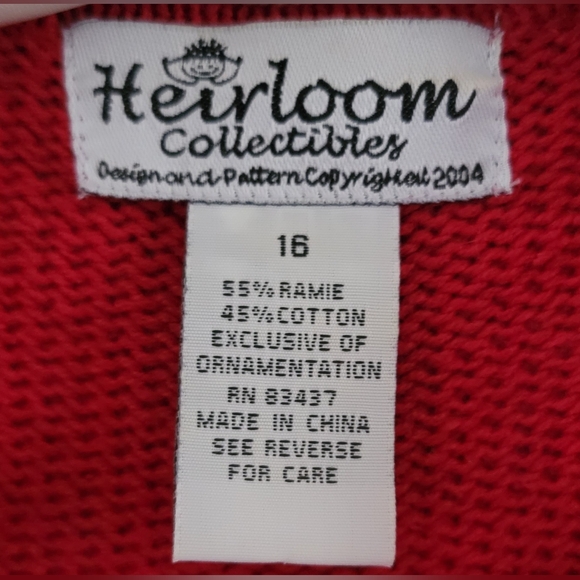 Heirloom
Collectibles
Design and Pattern Copyrighted 2004
16
55% RAMIE
45% COTTON
EXCLUSIVE OF
ORNAMENTATION
RN 83437
MADE IN CHINA
SEE REVERSE
FOR CARE